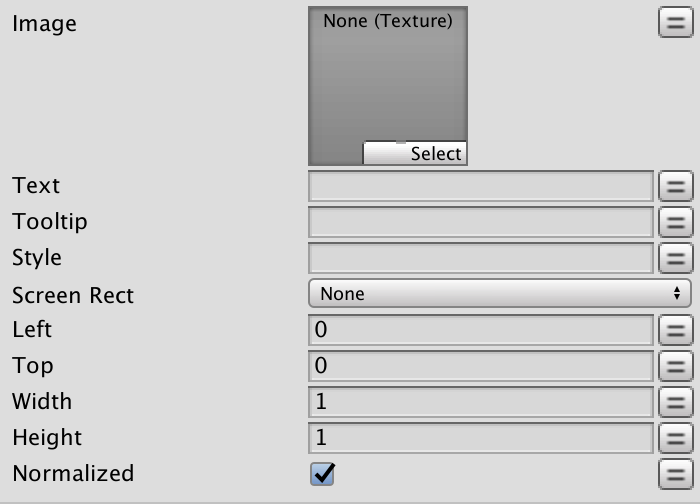 Image None (Texture)
Select
Text
Tooltip
Style
Screen Rect None
Left 0
Top 0
Width 1
Height 1
Normalized